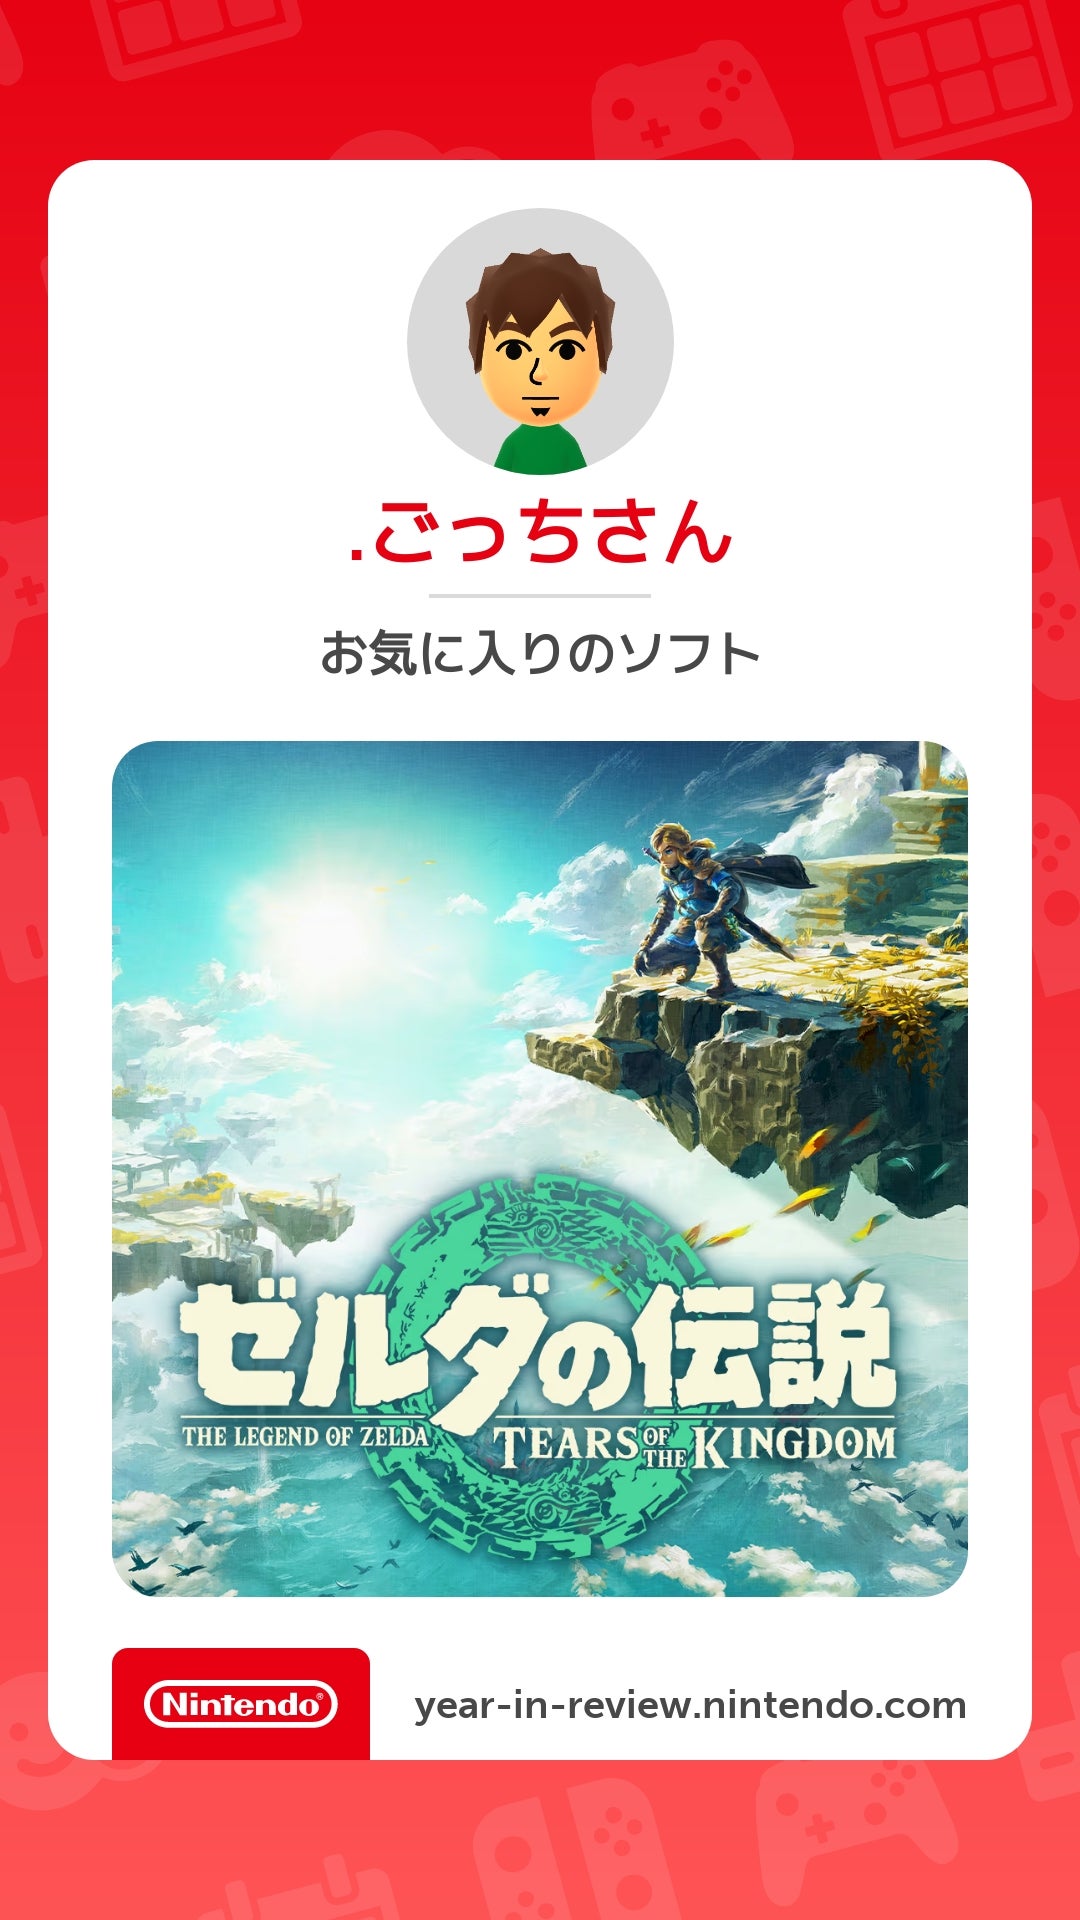 .ごっちさん
お気に入りのソフト
ゼルダの伝説
THE LEGEND OF ZELDA TEARS OF THE KINGDOM
Nintendo®
year-in-review.nintendo.com